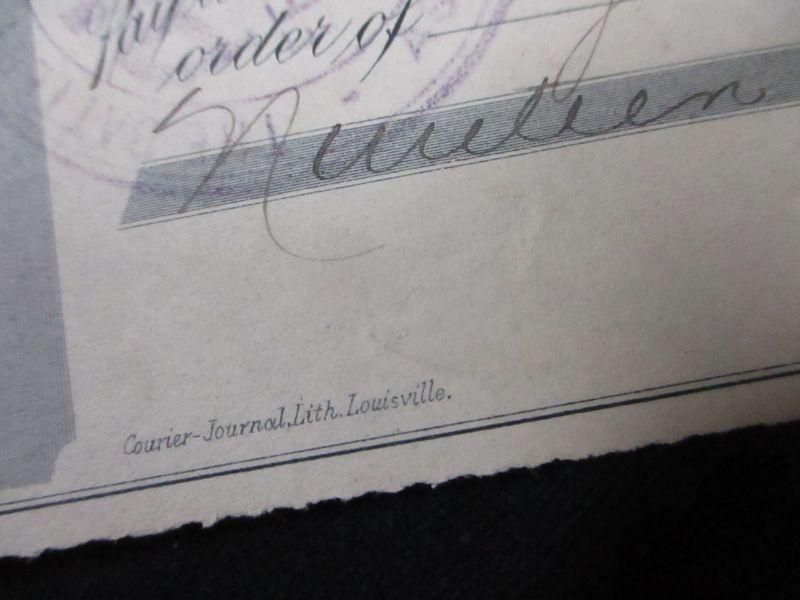 order of
Nineteen
Courier-Journal, Lith. Louisville.